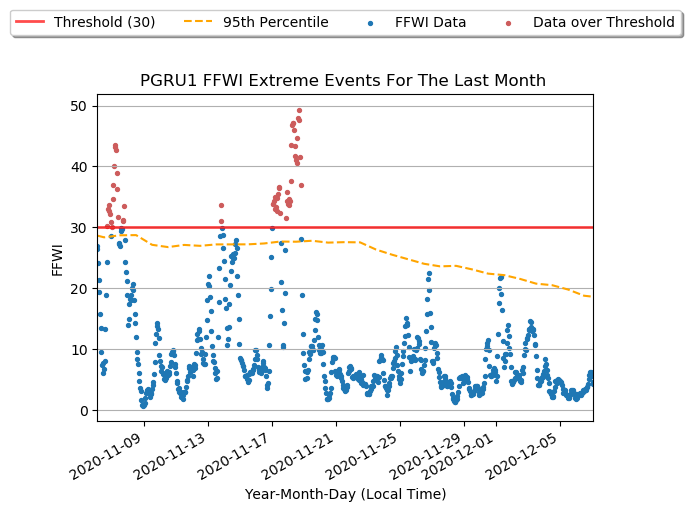 Threshold (30) 95th Percentile FFWI Data Data over Threshold
PGRU1 FFWI Extreme Events For The Last Month
50
40
30
20
10
0
FFWI
2020-11-09 2020-11-13 2020-11-17 2020-11-21 2020-11-25 2020-11-29 2020-12-01 2020-12-05
Year-Month-Day (Local Time)